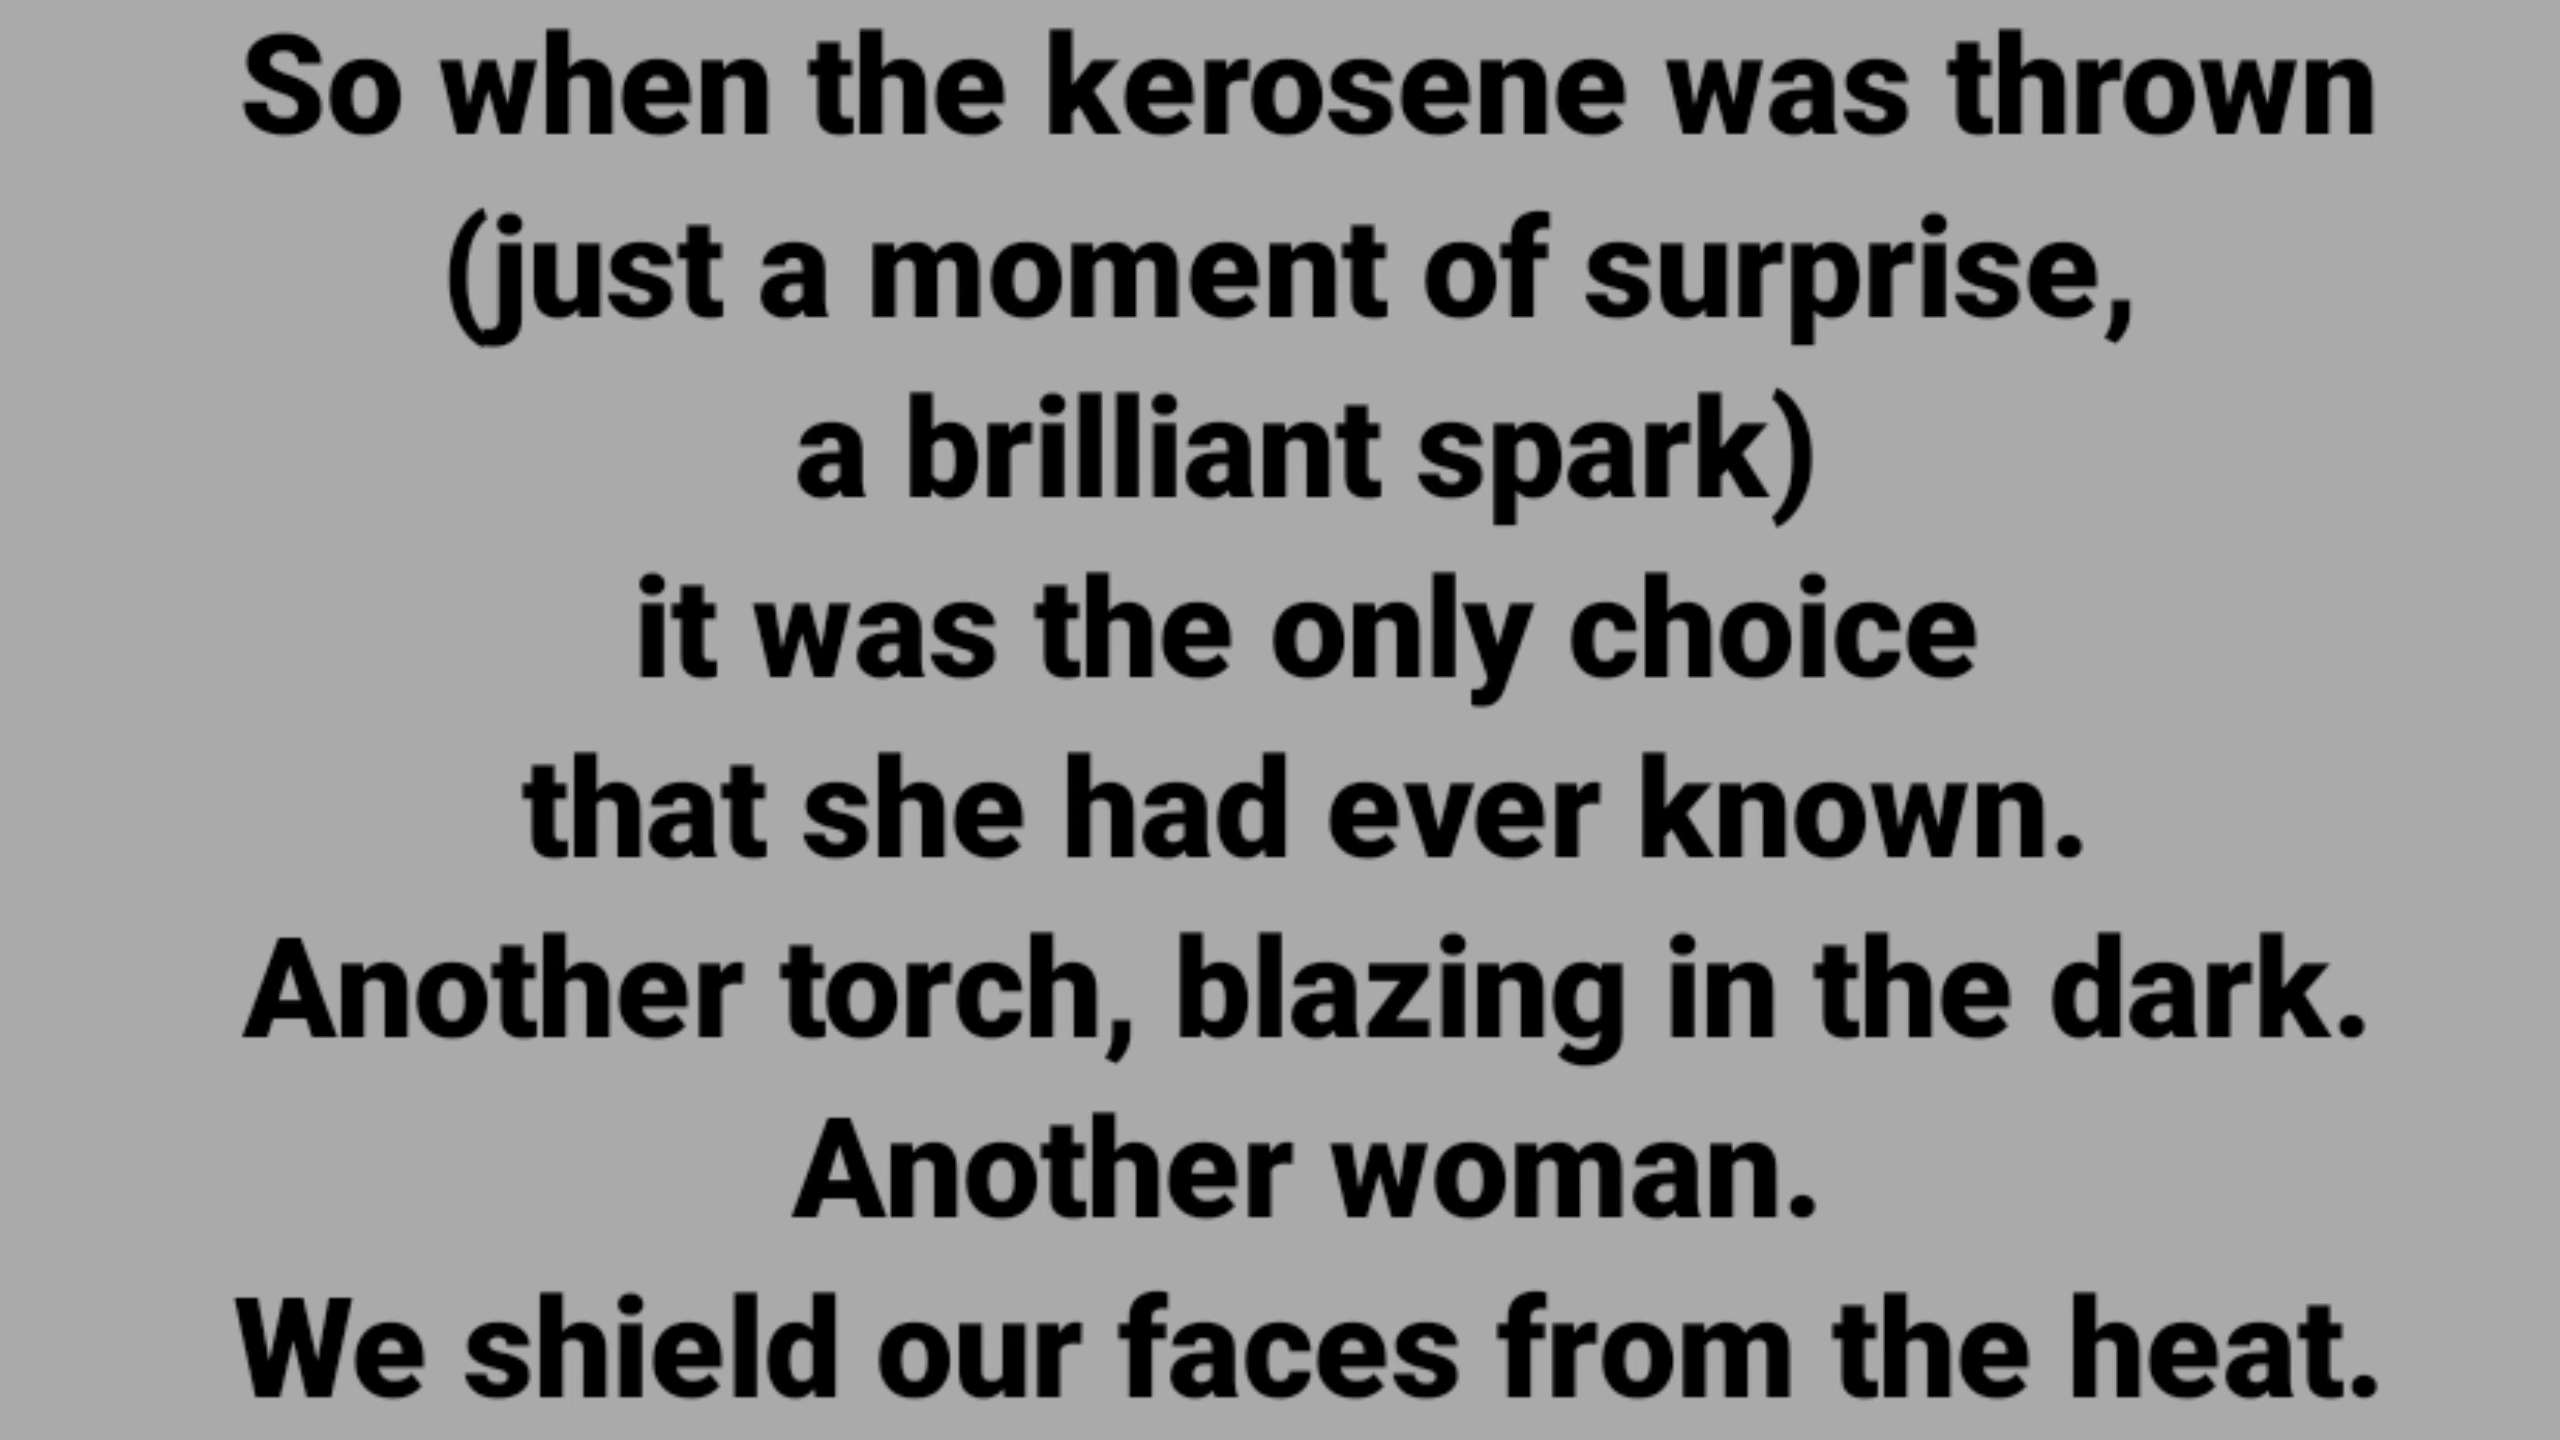 So when the kerosene was thrown
(just a moment of surprise,
a brilliant spark)
it was the only choice
that she had ever known.
Another torch, blazing in the dark.
Another woman.
We shield our faces from the heat.